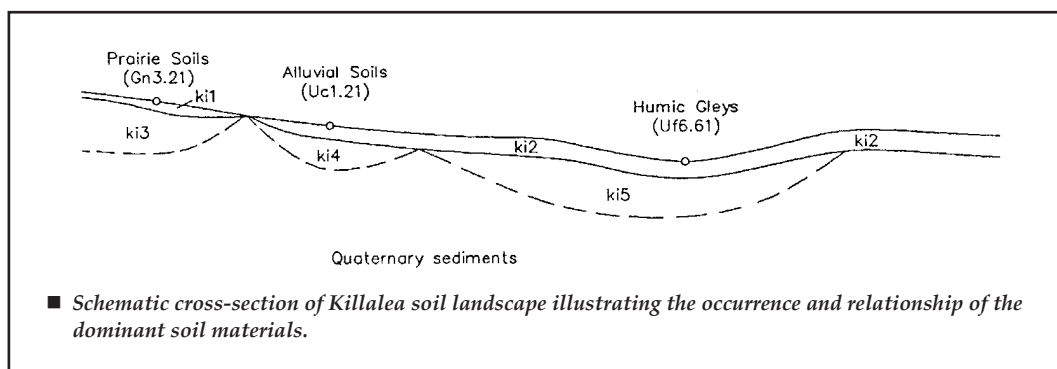 Prairie Soils
(Gn3.21)
Alluvial Soils
(Uc1.21)
Humic Gleys
(Uf6.61)
ki1
ki3
ki4
ki2
ki2
ki5
Quaternary sediments
■ Schematic cross-section of Killalea soil landscape illustrating the occurrence and relationship of the
dominant soil materials.